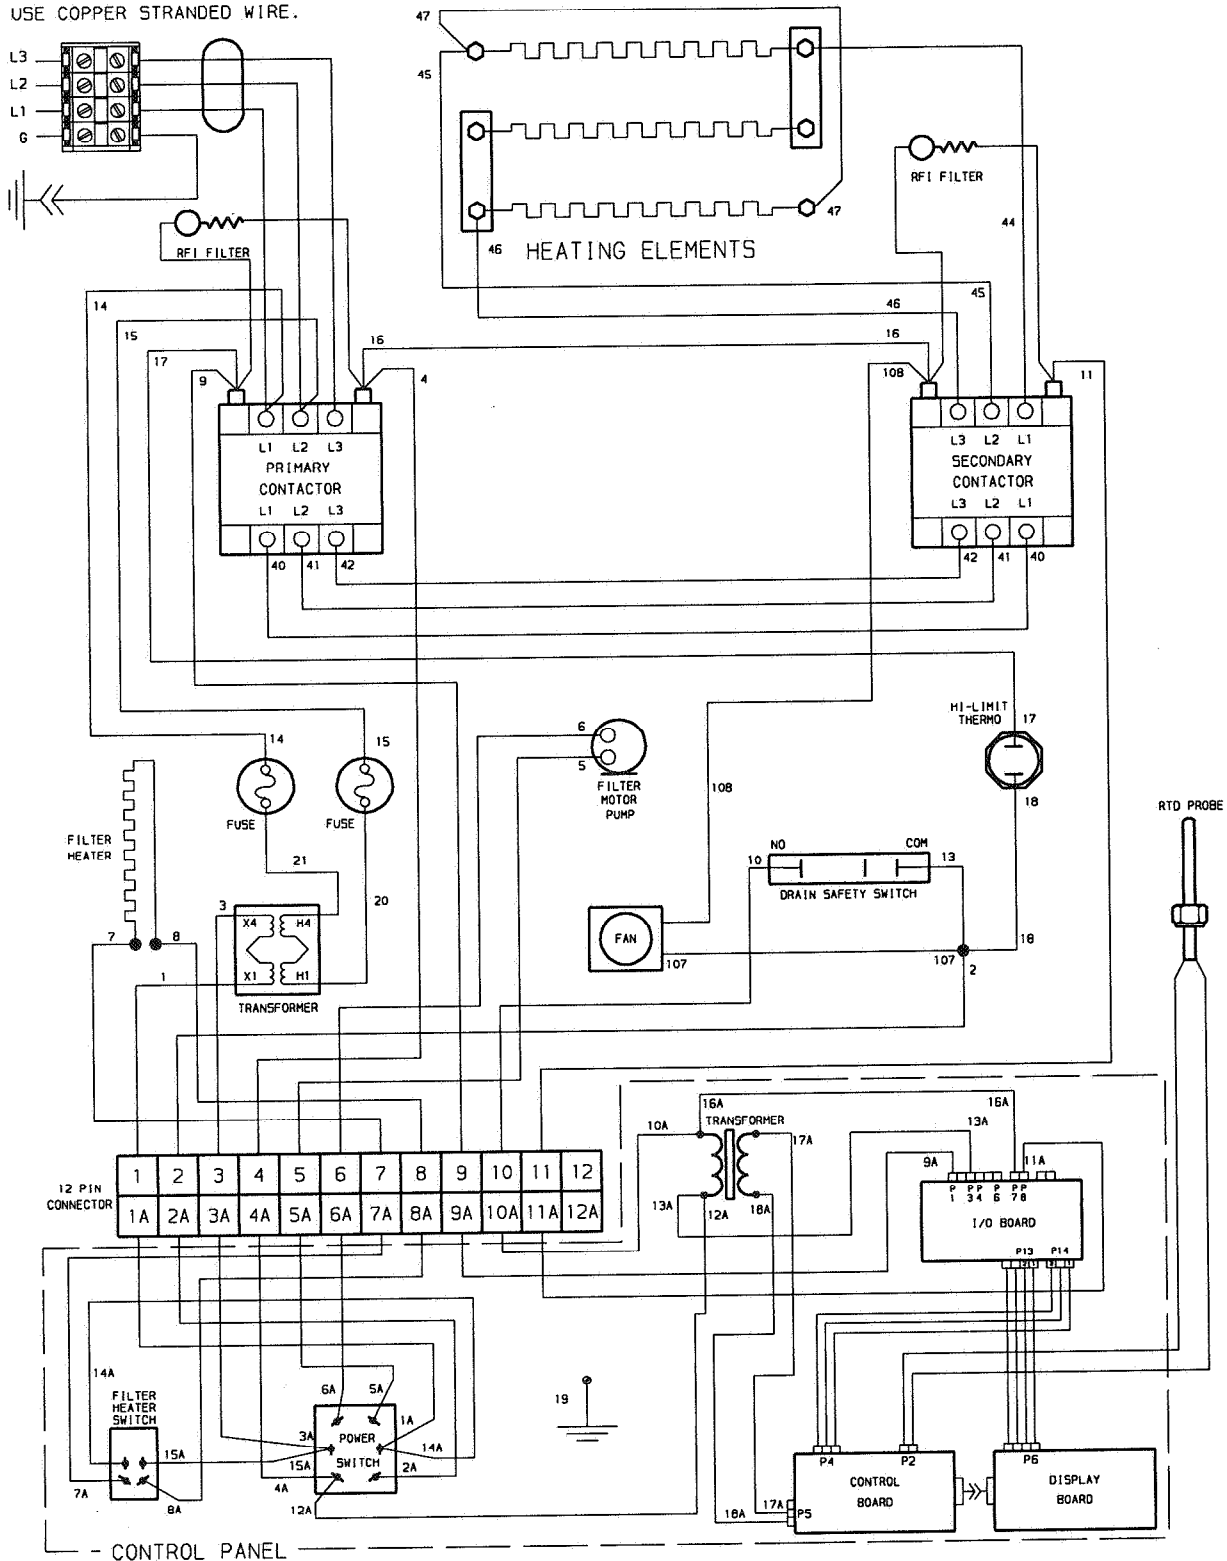 USE COPPER STRANDED WIRE.
L3
L2
L1
G
47
45
47
46
HEATING ELEMENTS
44
RFI FILTER
RFI FILTER
14
15
17
9
16
4
46
45
16
108
11
L1 L2 L3
PRIMARY
CONTACTOR
L1 L2 L3
40 41 42
L3 L2 L1
SECONDARY
CONTACTOR
L3 L2 L1
42 41 40
14
15
FUSE
FUSE
6
5
FILTER
MOTOR
PUMP
HI-LIMIT
THERMO
17
18
108
RTD PROBE
FILTER
HEATER
21
20
NO
COM
10
13
DRAIN SAFETY SWITCH
7
8
3
1
X4 H4
X1 H1
TRANSFORMER
FAN
107
107
18
2
12 PIN
CONNECTOR
1 2 3 4 5 6 7 8 9 10 11 12
1A 2A 3A 4A 5A 6A 7A 8A 9A 10A 11A 12A
10A
16A
TRANSFORMER
17A
13A
12A
18A
16A
13A
9A
11A
P1 P3 P4 P6 P7 P8
I/O BOARD
P13 P14
14A
FILTER
HEATER
SWITCH
15A
7A
8A
6A
5A
1A
3A
POWER
SWITCH
14A
15A
2A
4A
12A
19
P4 P2
CONTROL
BOARD
17A
18A
P5
P6
DISPLAY
BOARD
CONTROL PANEL